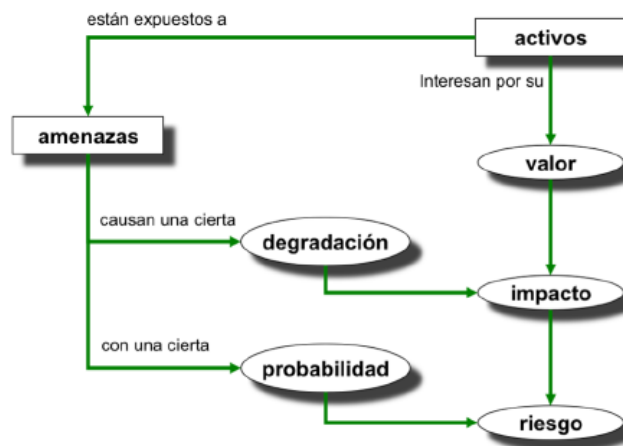 están expuestos a
activos
Interesan por su
amenazas
valor
causan una cierta
degradación
impacto
con una cierta
probabilidad
riesgo